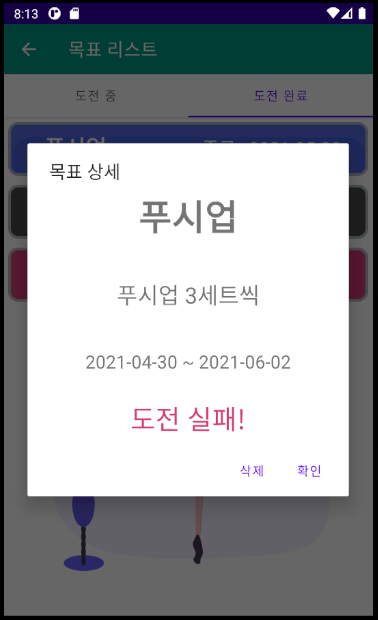 8:13
목표 리스트
도전 중
도전 완료
목표 상세
푸시업
푸시업 3세트씩
2021-04-30 ~ 2021-06-02
도전 실패!
삭제
확인